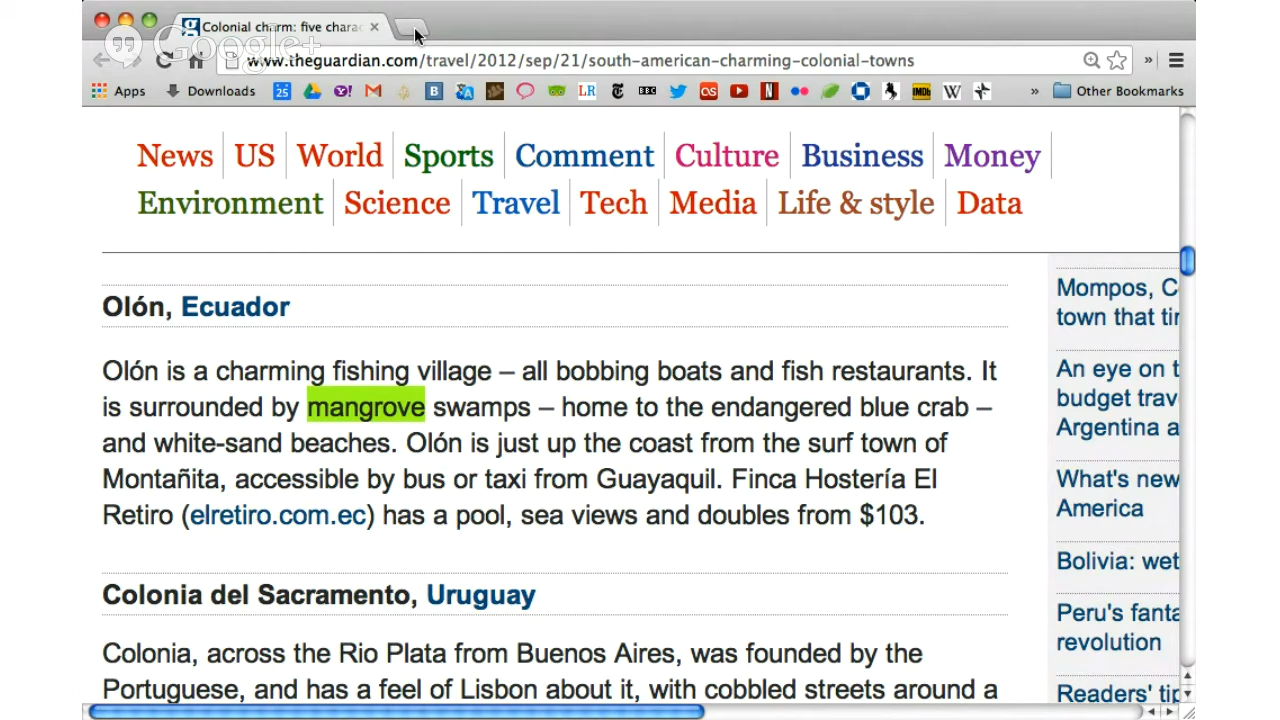 Colonial charm: five chara
Google+
www.theguardian.com/travel/2012/sep/21/south-american-charming-colonial-towns
Apps Downloads 25 Y! B LR BBC as N IMDb W » Other Bookmarks
News US World Sports Comment Culture Business Money
Environment Science Travel Tech Media Life & style Data
Olón, Ecuador
Olón is a charming fishing village – all bobbing boats and fish restaurants. It
is surrounded by mangrove swamps – home to the endangered blue crab –
and white-sand beaches. Olón is just up the coast from the surf town of
Montañita, accessible by bus or taxi from Guayaquil. Finca Hostería El
Retiro (elretiro.com.ec) has a pool, sea views and doubles from $103.
Colonia del Sacramento, Uruguay
Colonia, across the Rio Plata from Buenos Aires, was founded by the
Portuguese, and has a feel of Lisbon about it, with cobbled streets around a
Mompos, C
town that tir
An eye on t
budget trav
Argentina a
What's new
America
Bolivia: wet
Peru's fanta
revolution
Readers' tip